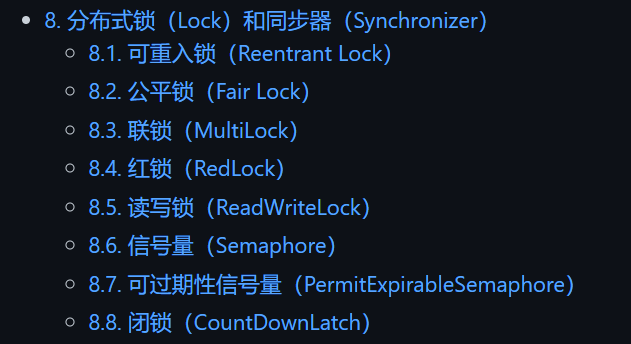 8. 分布式锁（Lock）和同步器（Synchronizer）
8.1. 可重入锁（Reentrant Lock）
8.2. 公平锁（Fair Lock）
8.3. 联锁（MultiLock）
8.4. 红锁（RedLock）
8.5. 读写锁（ReadWriteLock）
8.6. 信号量（Semaphore）
8.7. 可过期性信号量（PermitExpirableSemaphore）
8.8. 闭锁（CountDownLatch）